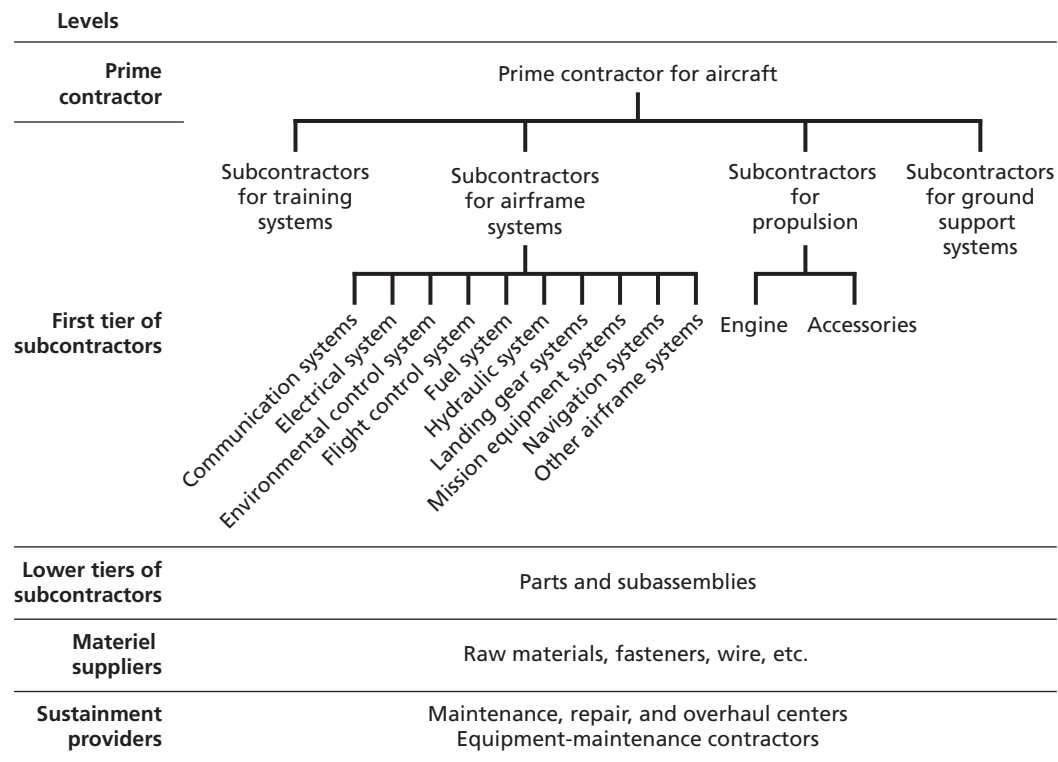 Levels
Prime
contractor
Prime contractor for aircraft
Subcontractors
for training
systems
Subcontractors
for airframe
systems
Subcontractors
for
propulsion
Subcontractors
for ground
support
systems
First tier of
subcontractors
Communication systems
Electrical system
Environmental control system
Flight control system
Fuel system
Hydraulic system
Landing gear systems
Mission equipment systems
Navigation systems
Other airframe systems
Engine
Accessories
Lower tiers of
subcontractors
Parts and subassemblies
Materiel
suppliers
Raw materials, fasteners, wire, etc.
Sustainment
providers
Maintenance, repair, and overhaul centers
Equipment-maintenance contractors